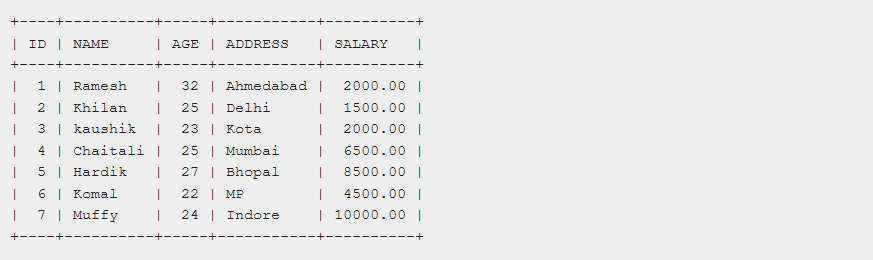 +----+----------+-----+-----------+----------+
| ID | NAME     | AGE | ADDRESS   | SALARY   |
+----+----------+-----+-----------+----------+
|  1 | Ramesh   |  32 | Ahmedabad |  2000.00 |
|  2 | Khilan   |  25 | Delhi     |  1500.00 |
|  3 | kaushik  |  23 | Kota      |  2000.00 |
|  4 | Chaitali |  25 | Mumbai    |  6500.00 |
|  5 | Hardik   |  27 | Bhopal    |  8500.00 |
|  6 | Komal    |  22 | MP        |  4500.00 |
|  7 | Muffy    |  24 | Indore    | 10000.00 |
+----+----------+-----+-----------+----------+